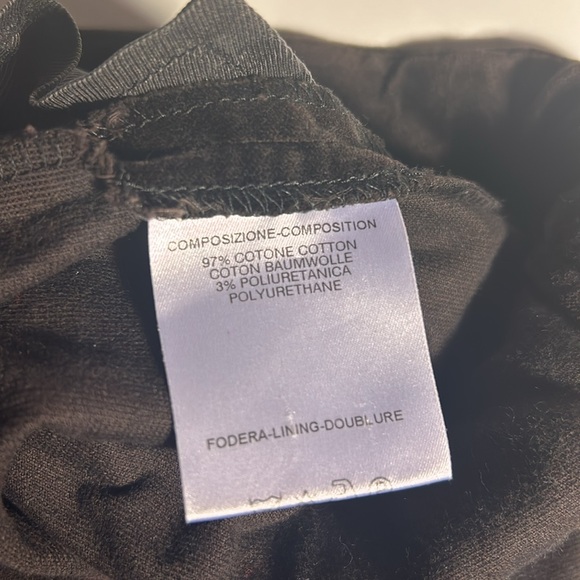 COMPOSIZIONE-COMPOSITION
97% COTONE COTTON
COTON BAUMWOLLE
3% POLIURETANICA
POLYURETHANE
FODERA-LINING-DOUBLURE